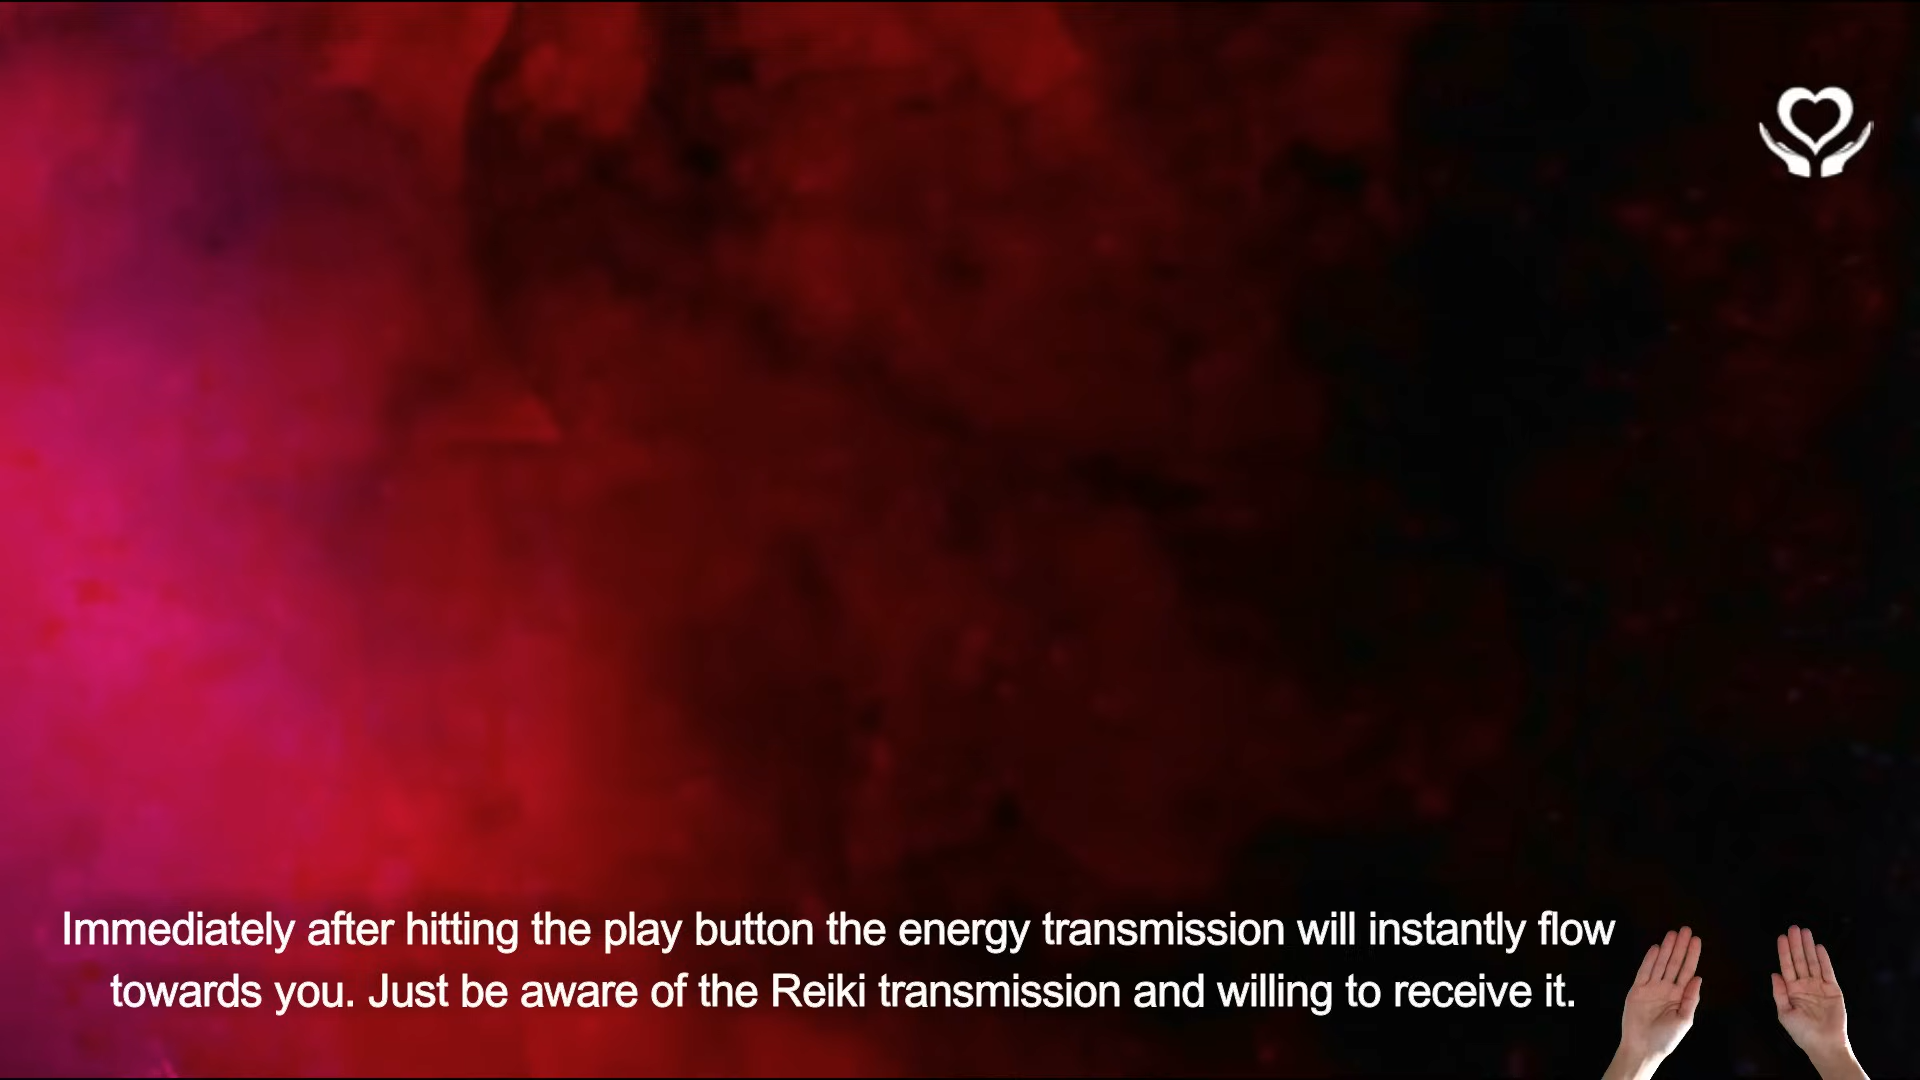 Immediately after hitting the play button the energy transmission will instantly flow
towards you. Just be aware of the Reiki transmission and willing to receive it.